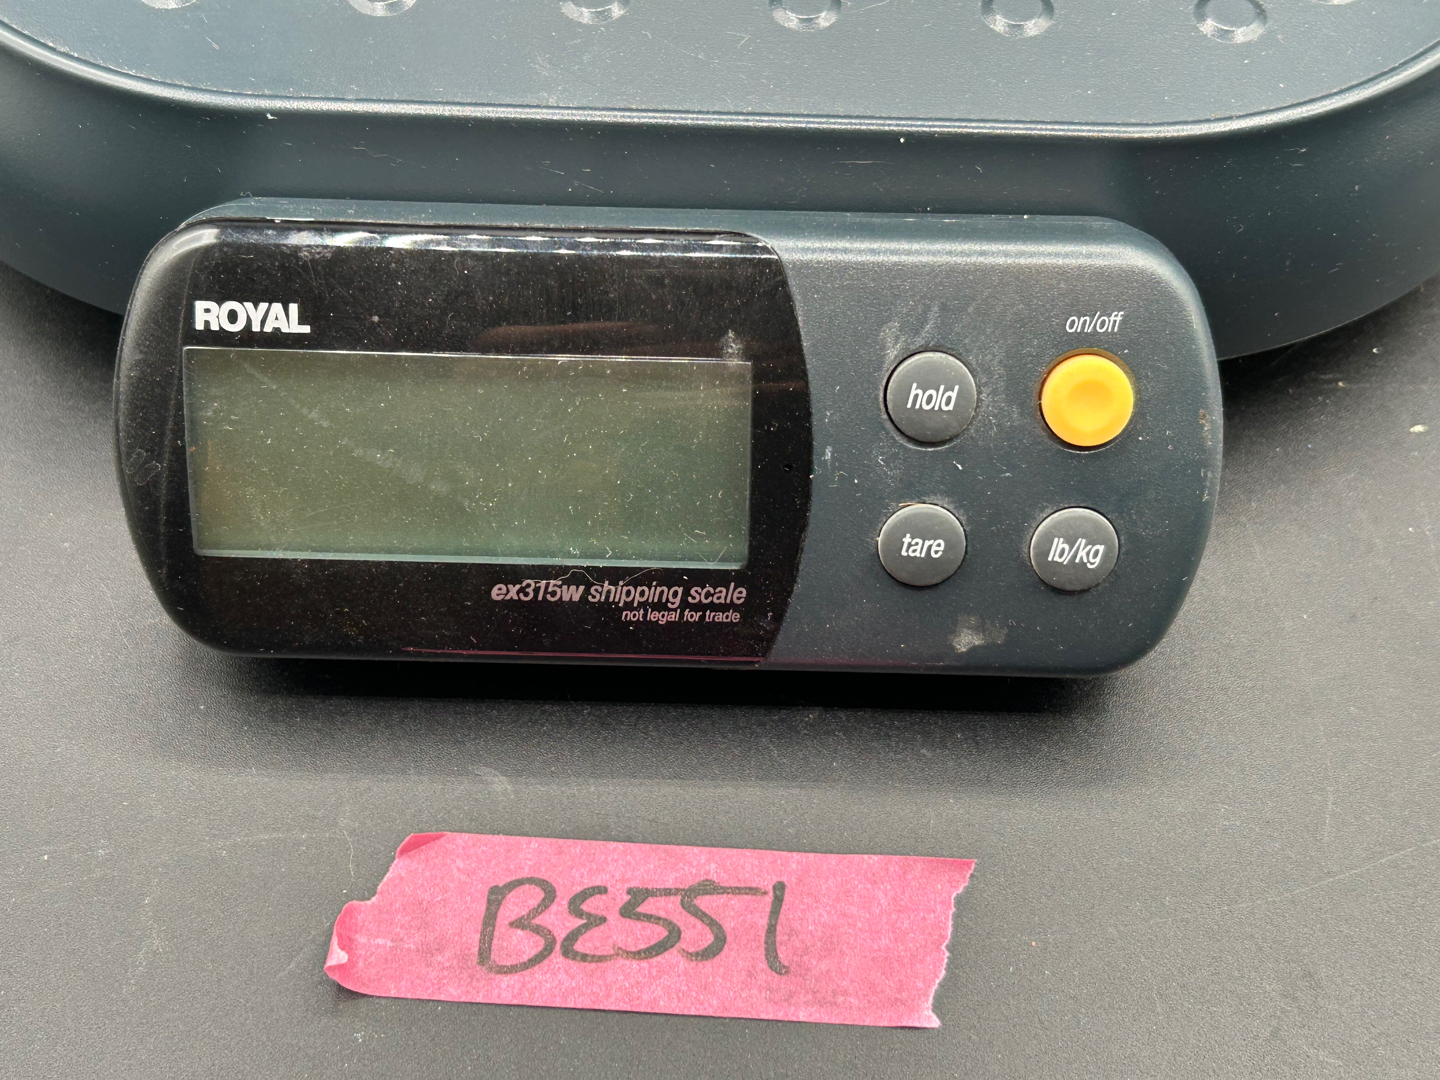 ROYAL
on/off
hold
tare
lb/kg
ex315w shipping scale
not legal for trade
BE551